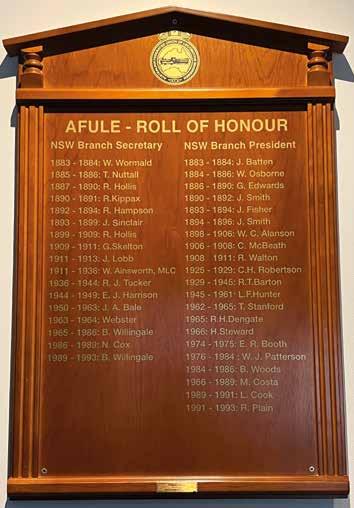 AFULE - ROLL OF HONOUR
NSW Branch Secretary
1883 - 1884: W. Wormald
1885 - 1886: T. Nuttall
1887 - 1890: R. Hollis
1890 - 1891: R.Kippax
1892 - 1894: R. Hampson
1893 - 1899: J. Sinclair
1899 - 1909: R. Hollis
1909 - 1911: G.Skelton
1911 - 1913: J. Lobb
1911 - 1936: W. Ainsworth, MLC
1936 - 1944: R. J. Tucker
1944 - 1949: E. J. Harrison
1950 - 1963: J. A. Bale
1963 - 1964: Webster
1965 - 1986: B. Willingale
1986 - 1989: N. Cox
1989 - 1993: B. Willingale
NSW Branch President
1883 - 1884: J. Batten
1884 - 1886: W. Osborne
1886 - 1890: G. Edwards
1890 - 1892: J. Smith
1893 - 1894: J. Fisher
1894 - 1896: J. Smith
1898 - 1906: W. C. Alanson
1906 - 1908: C. McBeath
1908 - 1911: R. Walton
1925 - 1929: C.H. Robertson
1929 - 1945: R.T.Barton
1945 - 1961: L.F.Hunter
1962 - 1965: T. Stanford
1965: R.H.Dengate
1966: H.Steward
1974 - 1975: E. R. Booth
1976 - 1984 : W. J. Patterson
1984 - 1986: B. Woods
1966 - 1989: M. Costa
1989 - 1991: L. Cook
1991 - 1993: R. Plain